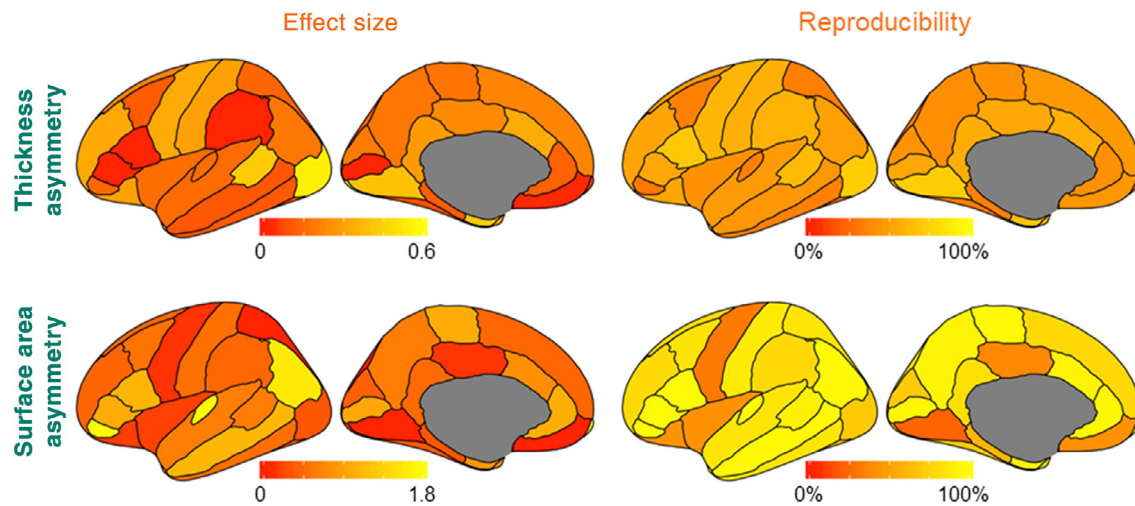 Effect size
Reproducibility
Thickness
asymmetry
0
0.6
0%
100%
Surface area
asymmetry
0
1.8
0%
100%